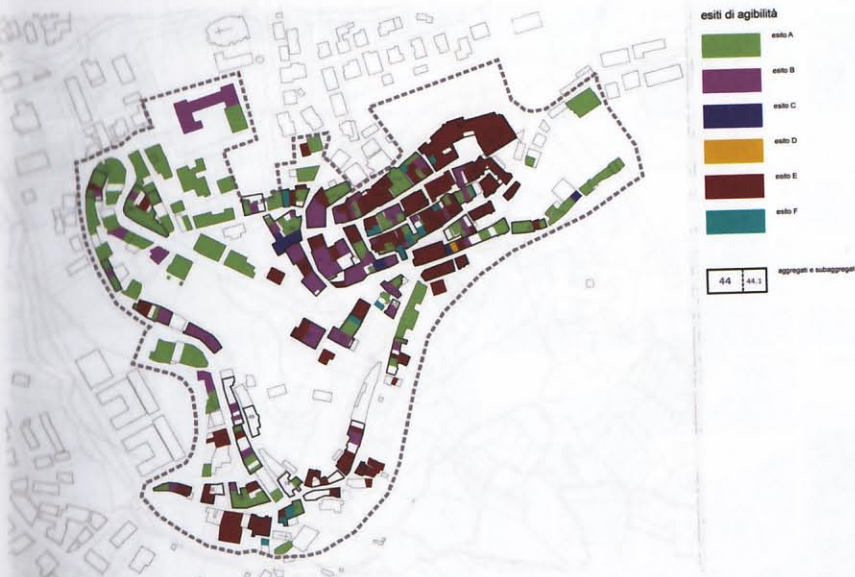 esiti di agibilità
esito A
esito B
esito C
esito D
esito E
esito F
44 44.1
aggregati e subaggregati